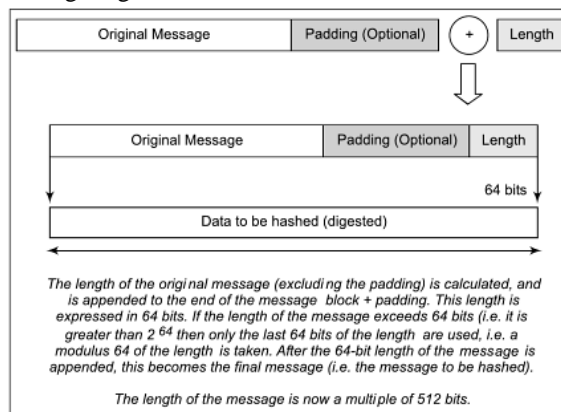 Original Message Padding (Optional) + Length
Original Message Padding (Optional) Length
64 bits
Data to be hashed (digested)
The length of the original message (excluding the padding) is calculated, and
is appended to the end of the message block + padding. This length is
expressed in 64 bits. If the length of the message exceeds 64 bits (i.e. it is
greater than 2 64 then only the last 64 bits of the length are used, i.e. a
modulus 64 of the length is taken. After the 64-bit length of the message is
appended, this becomes the final message (i.e. the message to be hashed).
The length of the message is now a multiple of 512 bits.